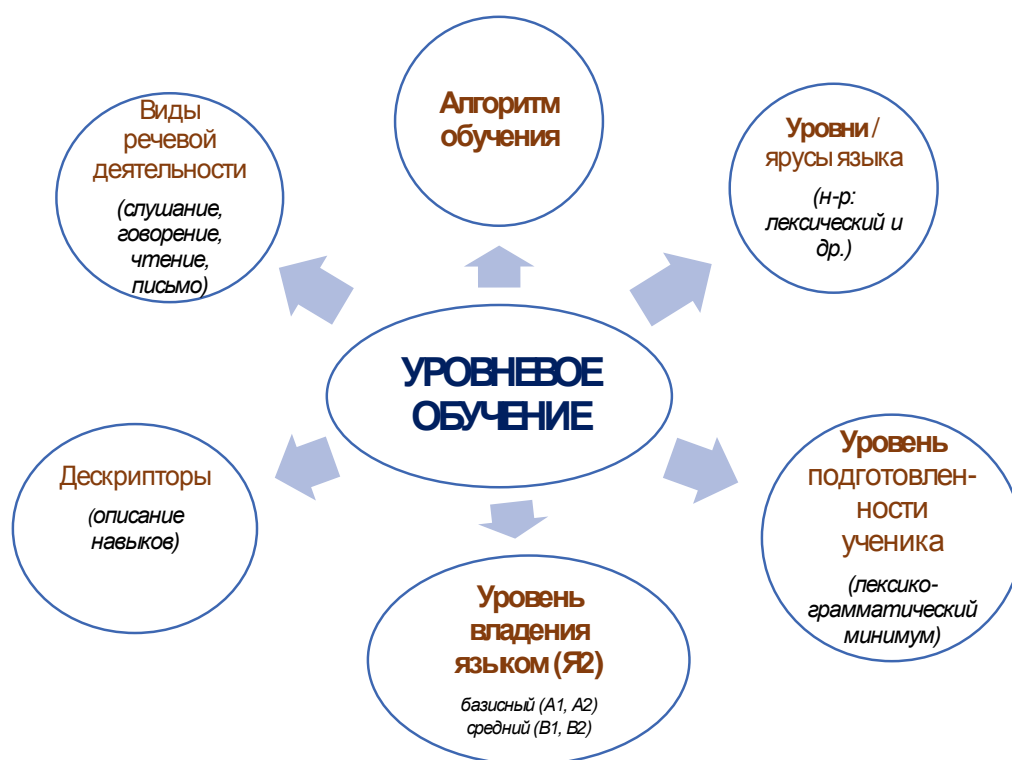 Алгоритм
обучения
Виды
речевой
деятельности
(слушание,
говорение,
чтение,
письмо)
Уровни /
ярусы языка
(н-р:
лексический и
др.)
УРОВНЕВОЕ
ОБУЧЕНИЕ
Дескрипторы
(описание
навыков)
Уровень
подготовлен-
ности
ученика
(лексико-
грамматический
минимум)
Уровень
владения
языком (Я2)
базисный (А1, А2)
средний (В1, В2)